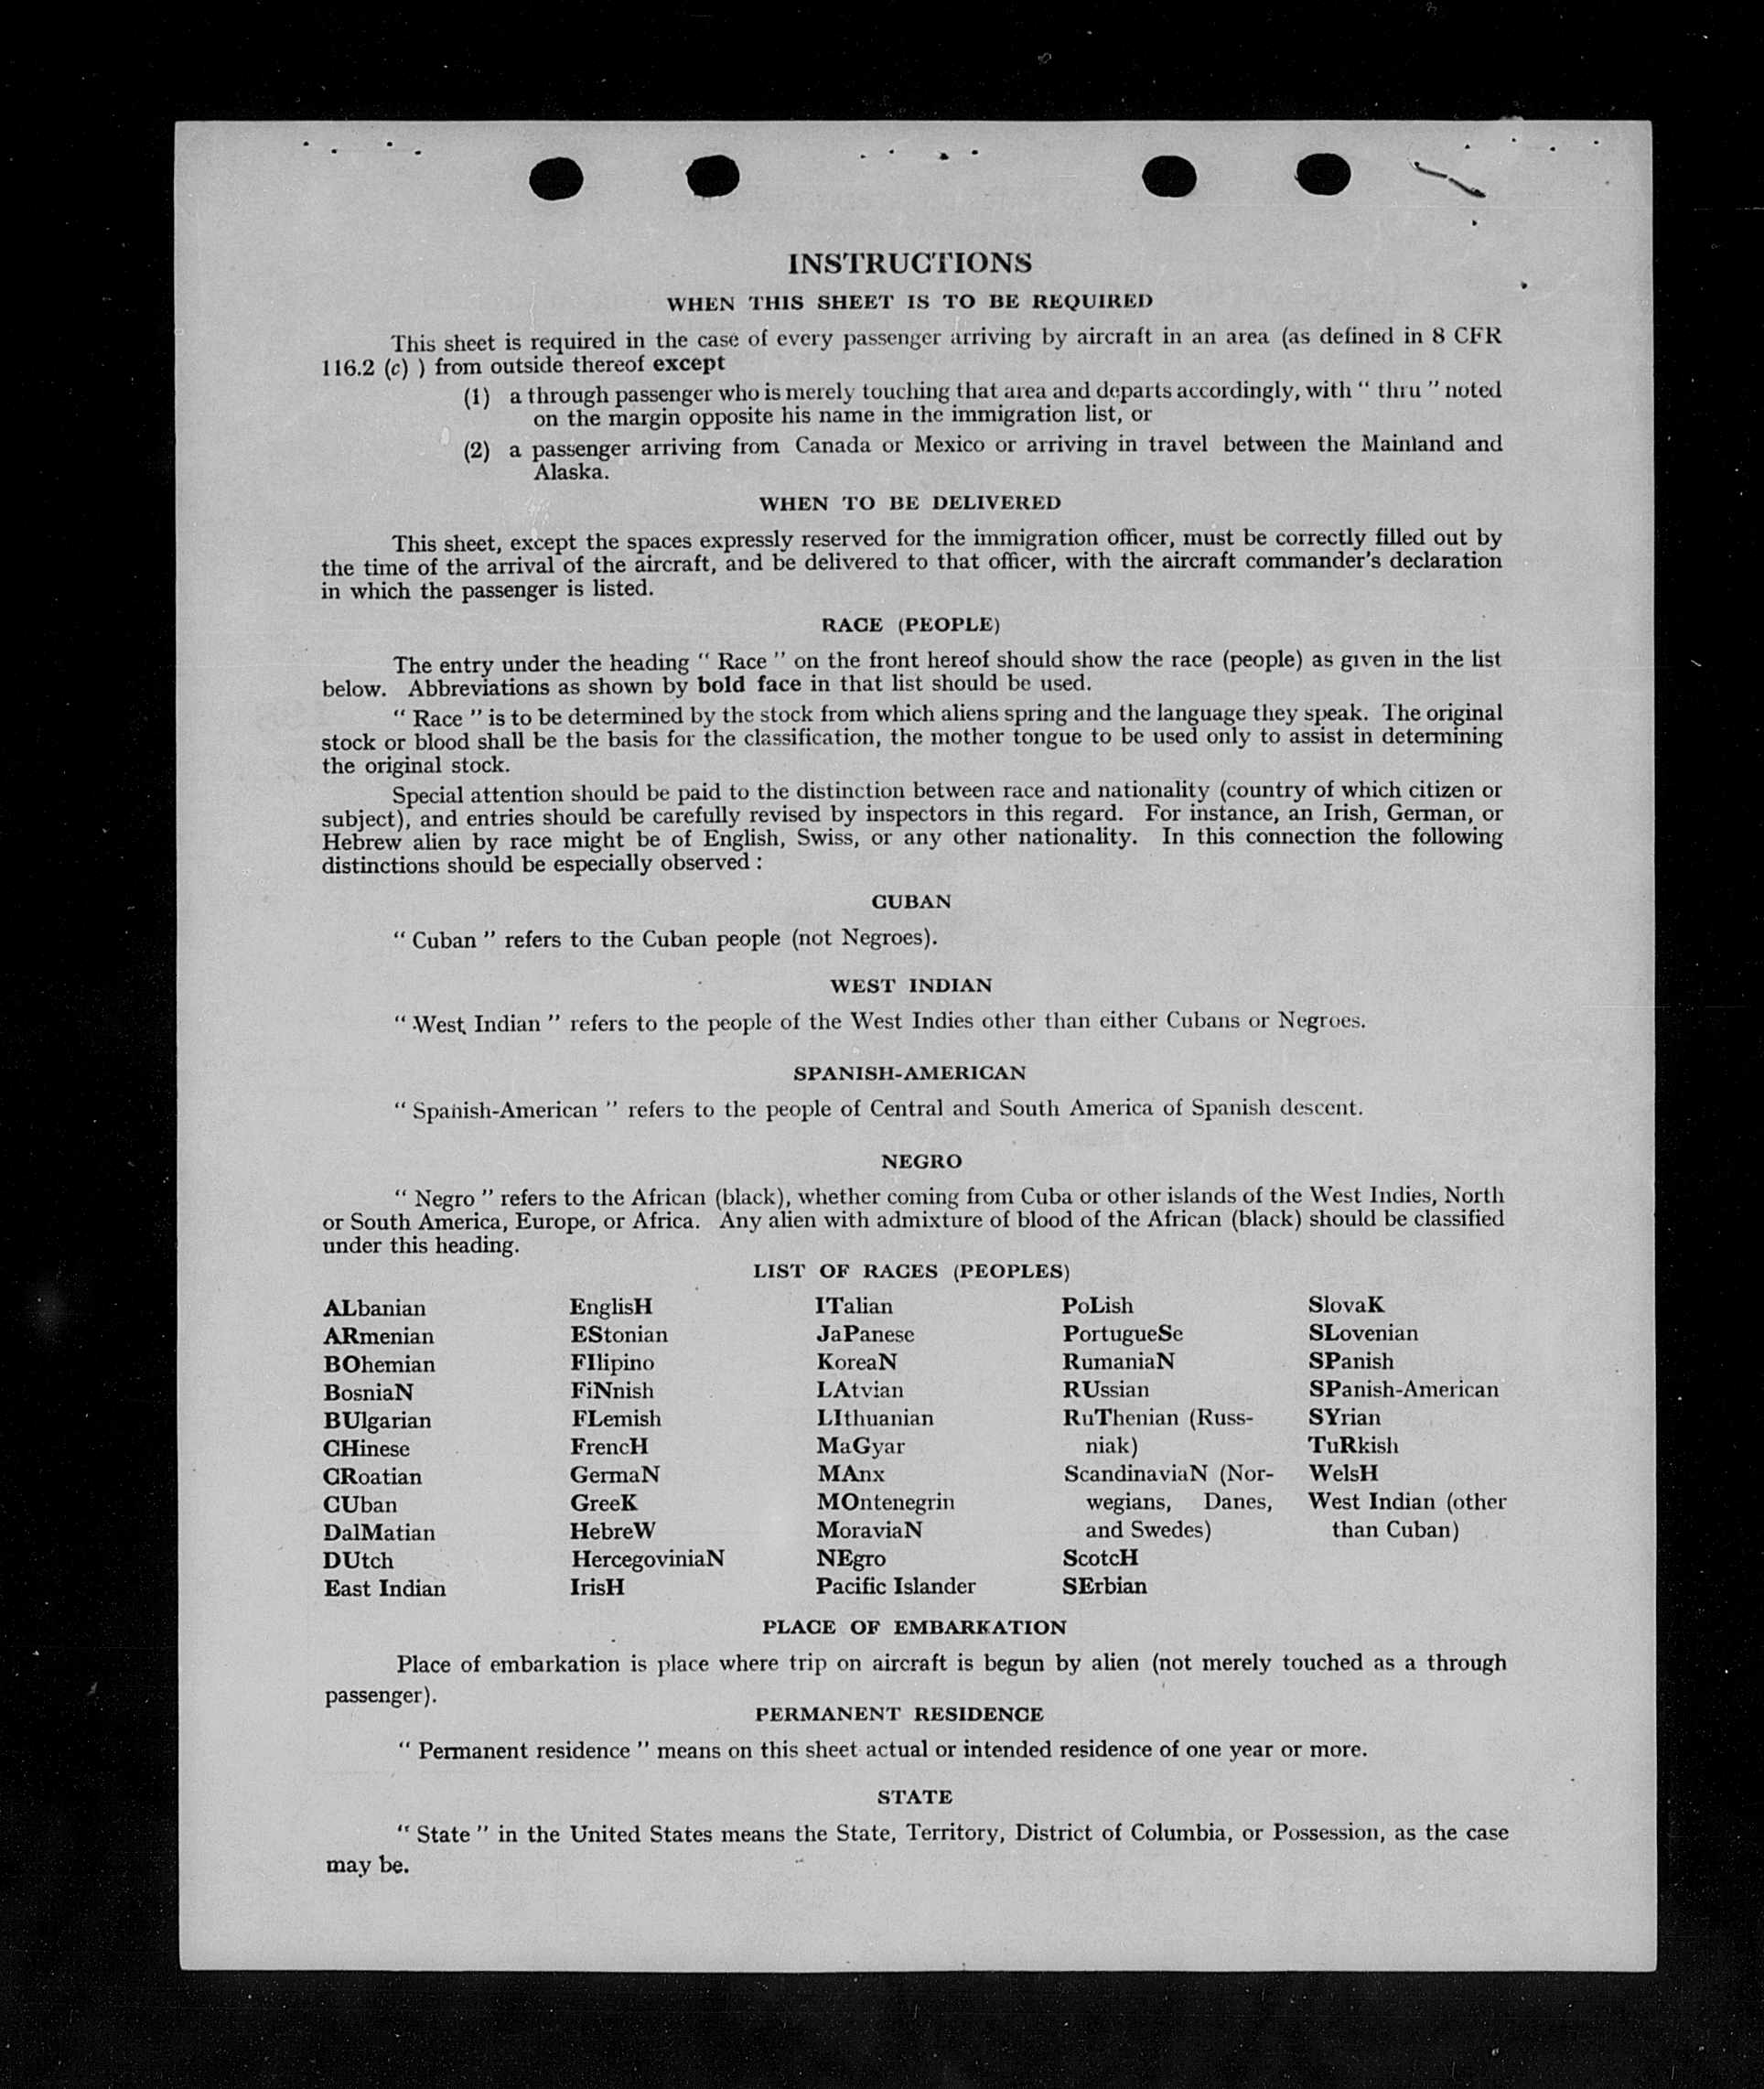 INSTRUCTIONS
WHEN THIS SHEET IS TO BE REQUIRED
This sheet is required in the case of every passenger arriving by aircraft in an area (as defined in 8 CFR
116.2 (c) ) from outside thereof except
(1) a through passenger who is merely touching that area and departs accordingly, with “ thru ” noted
on the margin opposite his name in the immigration list, or
(2) a passenger arriving from Canada or Mexico or arriving in travel between the Mainland and
Alaska.
WHEN TO BE DELIVERED
This sheet, except the spaces expressly reserved for the immigration officer, must be correctly filled out by
the time of the arrival of the aircraft, and be delivered to that officer, with the aircraft commander's declaration
in which the passenger is listed.
RACE (PEOPLE)
The entry under the heading “ Race ” on the front hereof should show the race (people) as given in the list
below. Abbreviations as shown by bold face in that list should be used.
“ Race ” is to be determined by the stock from which aliens spring and the language they speak. The original
stock or blood shall be the basis for the classification, the mother tongue to be used only to assist in determining
the original stock.
Special attention should be paid to the distinction between race and nationality (country of which citizen or
subject), and entries should be carefully revised by inspectors in this regard. For instance, an Irish, German, or
Hebrew alien by race might be of English, Swiss, or any other nationality. In this connection the following
distinctions should be especially observed :
CUBAN
“ Cuban ” refers to the Cuban people (not Negroes).
WEST INDIAN
“ West Indian ” refers to the people of the West Indies other than either Cubans or Negroes.
SPANISH-AMERICAN
“ Spanish-American ” refers to the people of Central and South America of Spanish descent.
NEGRO
“ Negro ” refers to the African (black), whether coming from Cuba or other islands of the West Indies, North
or South America, Europe, or Africa. Any alien with admixture of blood of the African (black) should be classified
under this heading.
LIST OF RACES (PEOPLES)
ALbanian
ARmenian
BOhemian
BosniaN
BUlgarian
CHinese
CRoatian
CUban
DalMatian
DUtch
East Indian
EnglisH
EStonian
FIlipino
FiNnish
FLemish
FrencH
GermaN
GreeK
HebreW
HercegoviniaN
IrisH
ITalian
JaPanese
KoreaN
LAtvian
LIthuanian
MaGyar
MAnx
MOntenegrin
MoraviaN
NEgro
Pacific Islander
PoLish
PortugueSe
RumaniaN
RUssian
RuThenian (Russ-
niak)
ScandinaviaN (Nor-
wegians, Danes,
and Swedes)
ScotcH
SErbian
SlovaK
SLovenian
SPanish
SPanish-American
SYrian
TuRkish
WelsH
West Indian (other
than Cuban)
PLACE OF EMBARKATION
Place of embarkation is place where trip on aircraft is begun by alien (not merely touched as a through
passenger).
PERMANENT RESIDENCE
“ Permanent residence ” means on this sheet actual or intended residence of one year or more.
STATE
“ State ” in the United States means the State, Territory, District of Columbia, or Possession, as the case
may be.